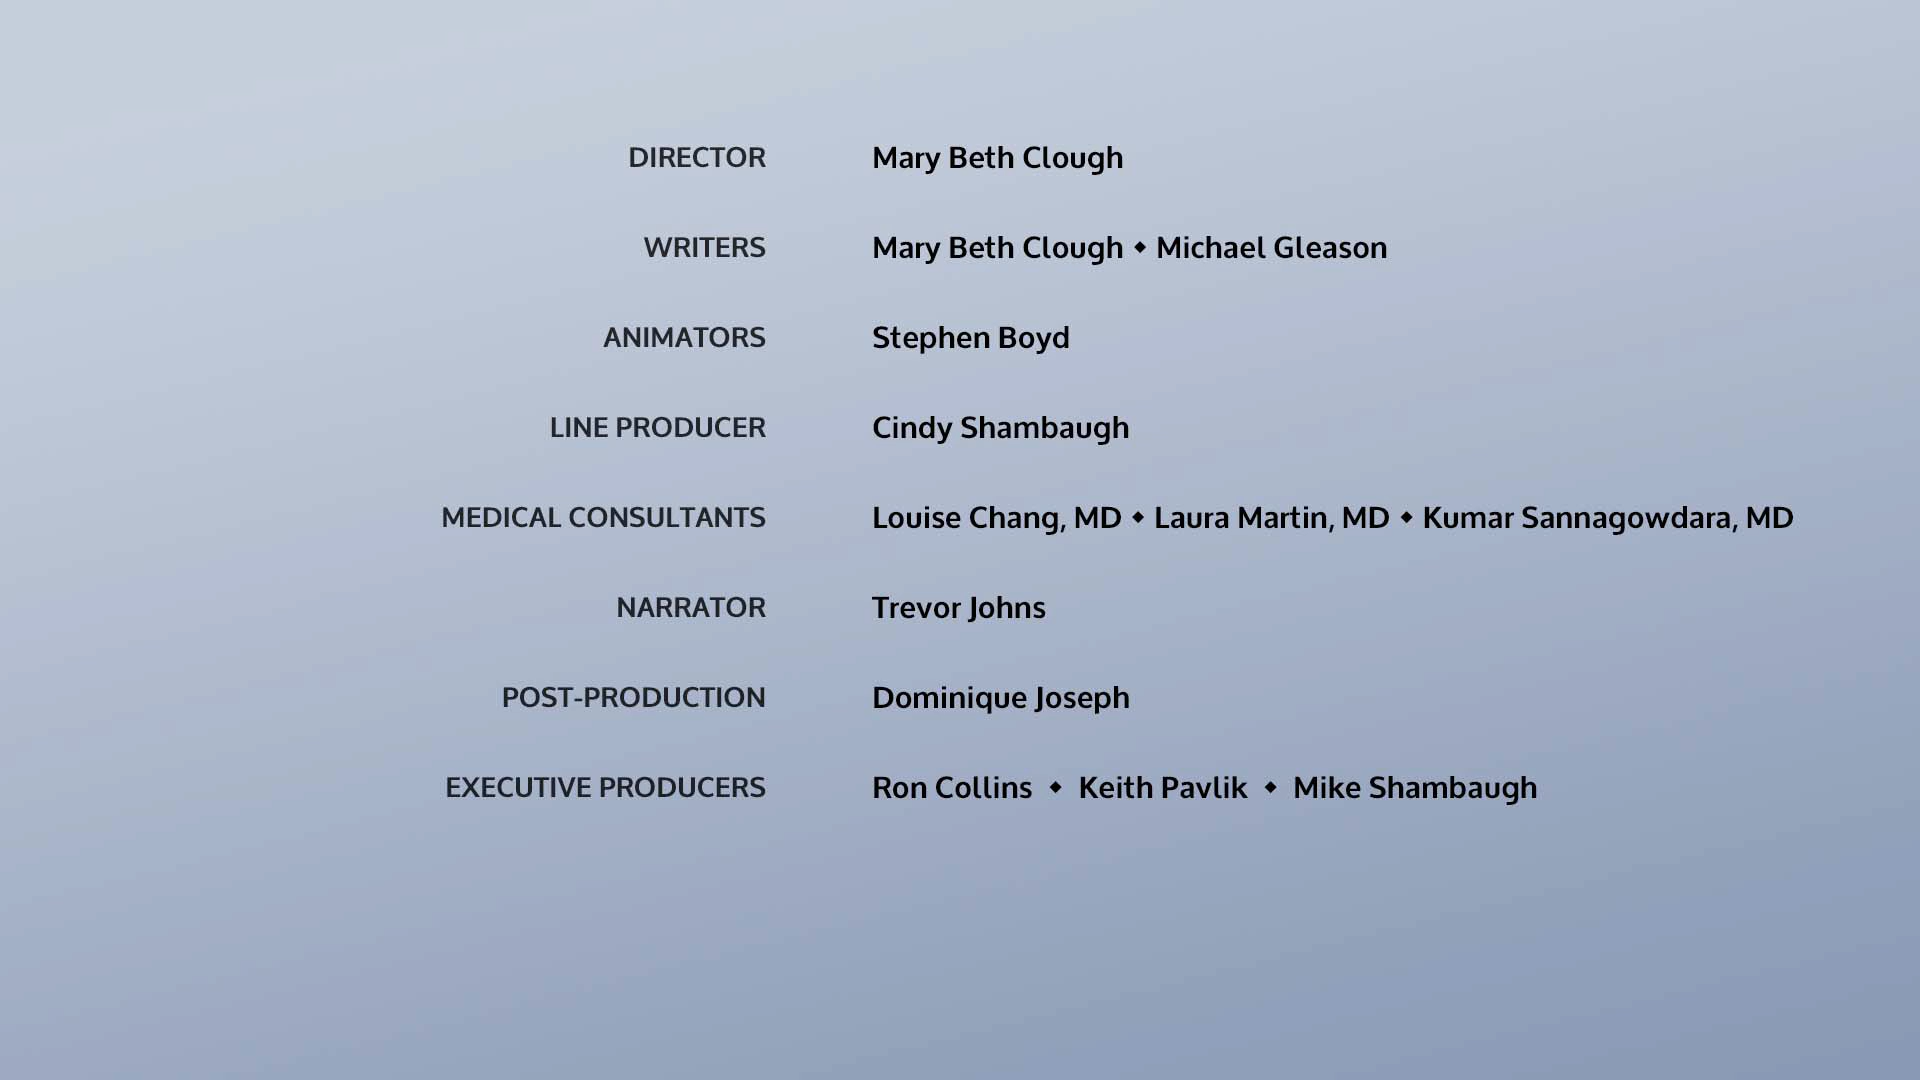 DIRECTOR Mary Beth Clough
WRITERS Mary Beth Clough ◆ Michael Gleason
ANIMATORS Stephen Boyd
LINE PRODUCER Cindy Shambaugh
MEDICAL CONSULTANTS Louise Chang, MD ◆ Laura Martin, MD ◆ Kumar Sannagowdara, MD
NARRATOR Trevor Johns
POST-PRODUCTION Dominique Joseph
EXECUTIVE PRODUCERS Ron Collins ◆ Keith Pavlik ◆ Mike Shambaugh